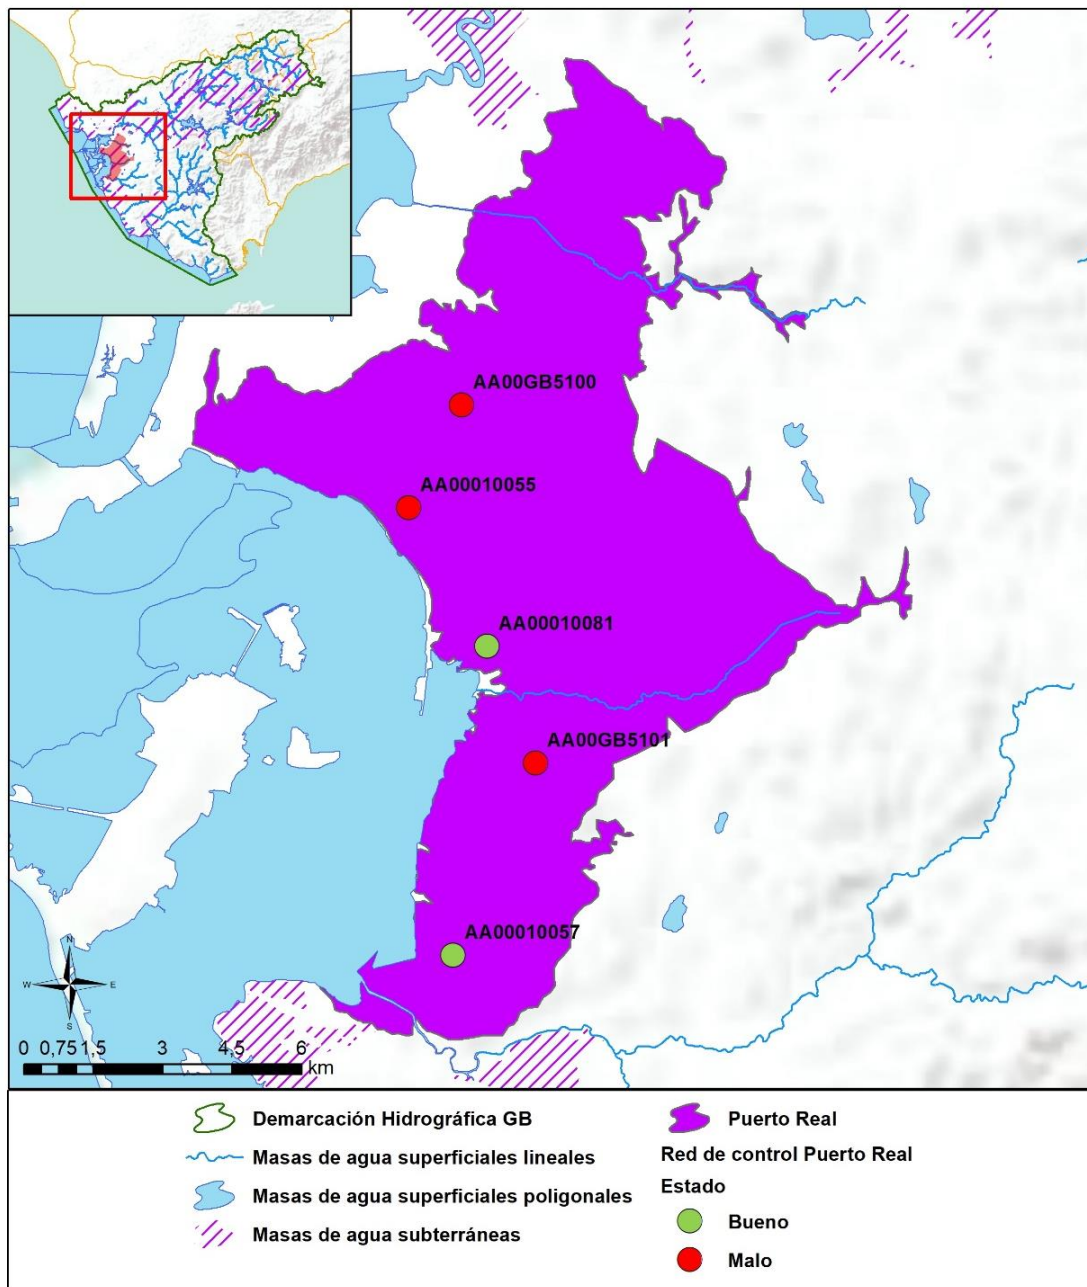 AA00GB5100
AA00010055
AA00010081
AA00GB5101
AA00010057
N
W E
S
0 0,75 1,5 3 4,5 6
km
Demarcación Hidrográfica GB
Masas de agua superficiales lineales
Masas de agua superficiales poligonales
Masas de agua subterráneas
Puerto Real
Red de control Puerto Real
Estado
Bueno
Malo